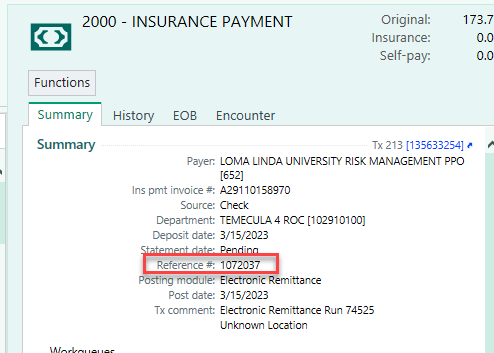 2000 - INSURANCE PAYMENT
Original: 173.7
Insurance: 0.0
Self-pay: 0.0
Functions
Summary History EOB Encounter
Summary
Tx 213 [135633254]
Payer: LOMA LINDA UNIVERSITY RISK MANAGEMENT PPO
[652]
Ins pmt invoice #: A29110158970
Source: Check
Department: TEMECULA 4 ROC [102910100]
Deposit date: 3/15/2023
Statement date: Pending
Reference #: 1072037
Posting module: Electronic Remittance
Post date: 3/15/2023
Tx comment: Electronic Remittance Run 74525
Unknown Location
Workqueues